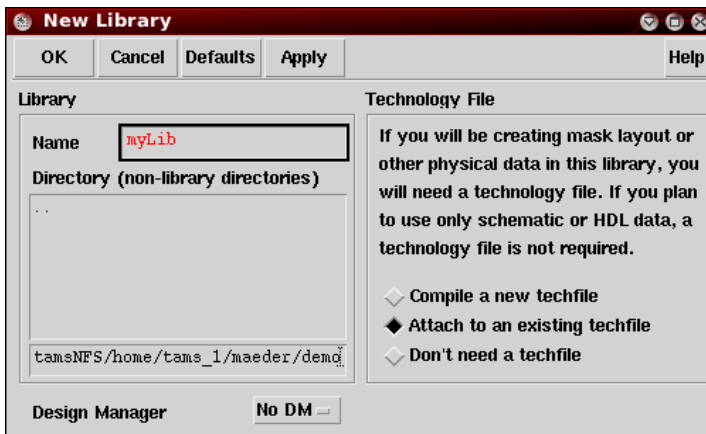 New Library
OK Cancel Defaults Apply Help
Library
Name myLib
Directory (non-library directories)
..
tamsNFS/home/tams_1/maeder/demo
Design Manager No DM
Technology File
If you will be creating mask layout or
other physical data in this library, you
will need a technology file. If you plan
to use only schematic or HDL data, a
technology file is not required.
Compile a new techfile
Attach to an existing techfile
Don't need a techfile